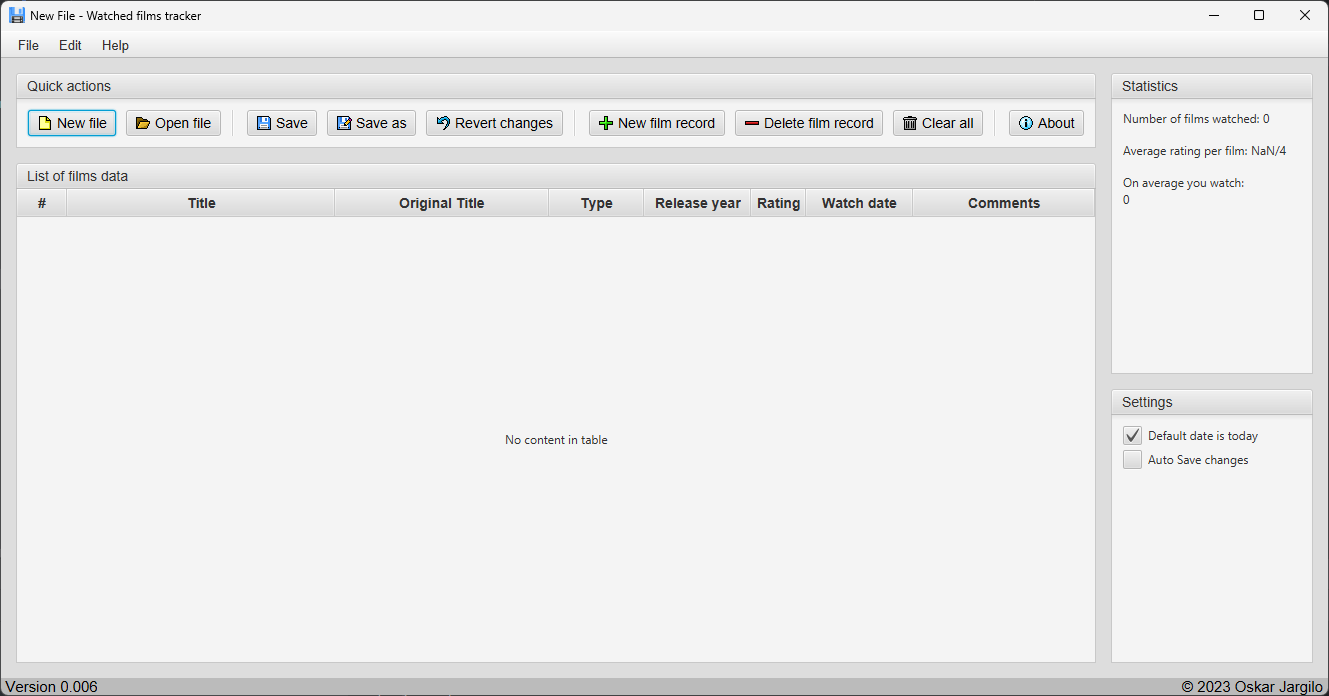 New File - Watched films tracker
File Edit Help
Quick actions
New file Open file Save Save as Revert changes New film record Delete film record Clear all About
List of films data
# Title Original Title Type Release year Rating Watch date Comments
No content in table
Statistics
Number of films watched: 0
Average rating per film: NaN/4
On average you watch:
0
Settings
Default date is today
Auto Save changes
Version 0.006
© 2023 Oskar Jargilo